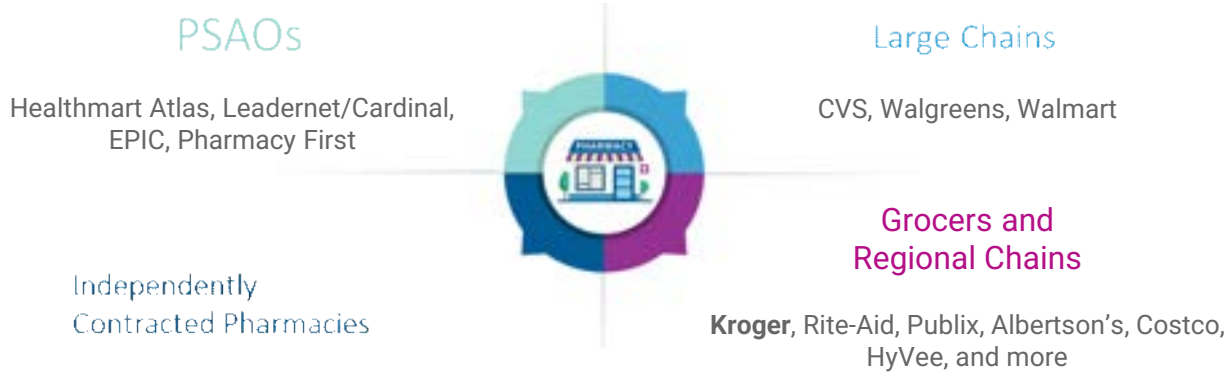 PSAOs
Healthmart Atlas, Leadernet/Cardinal,
EPIC, Pharmacy First
Large Chains
CVS, Walgreens, Walmart
PHARMACY
Independently
Contracted Pharmacies
Grocers and
Regional Chains
Kroger, Rite-Aid, Publix, Albertson’s, Costco,
HyVee, and more